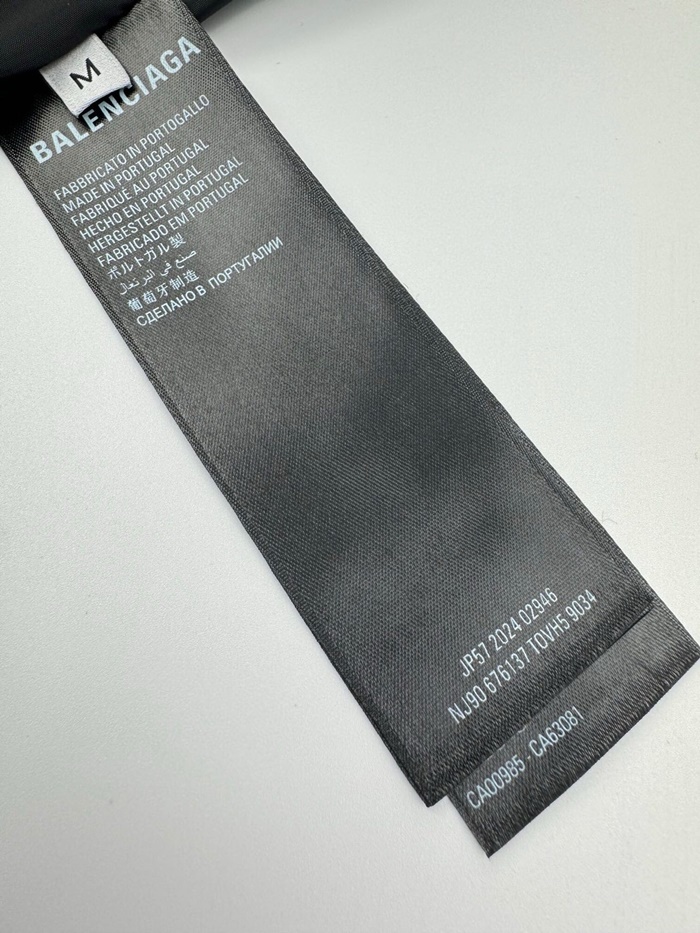 M
BALENCIAGA
FABBRICATO IN PORTOGALLO
MADE IN PORTUGAL
FABRIQUÉ AU PORTUGAL
HECHO EN PORTUGAL
HERGESTELLT IN PORTUGAL
FABRICADO EM PORTUGAL
ポルトガル製
صنع في البرتغال
葡萄牙制造
СДЕЛАНО В ПОРТУГАЛИИ
JP57 2024 02946
NJ90 676137 TOVH5 9034
CA00985 - CA63081